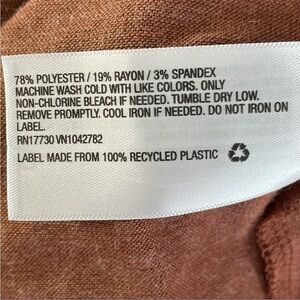 78% POLYESTER / 19% RAYON / 3% SPANDEX
MACHINE WASH COLD WITH LIKE COLORS. ONLY
NON-CHLORINE BLEACH IF NEEDED. TUMBLE DRY LOW.
REMOVE PROMPTLY. COOL IRON IF NEEDED. DO NOT IRON ON
LABEL.
RN17730 VN1042782
LABEL MADE FROM 100% RECYCLED PLASTIC